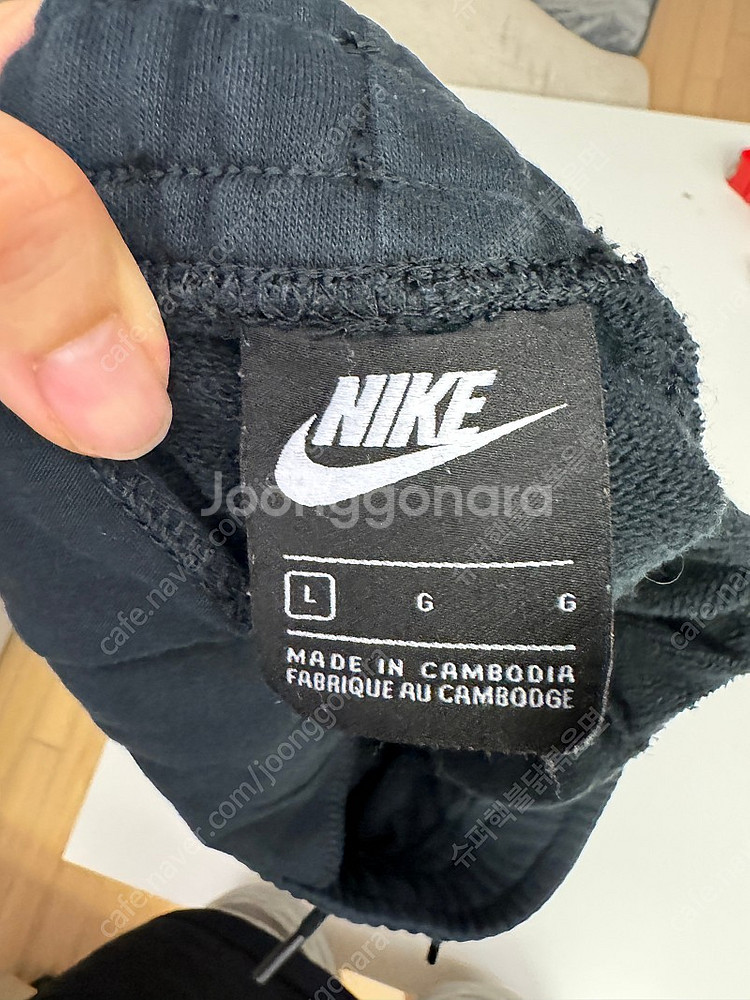 NIKE
Joonggonara
L G G
MADE IN CAMBODIA
FABRIQUE AU CAMBODGE
cafe.naver.com/joonggonara